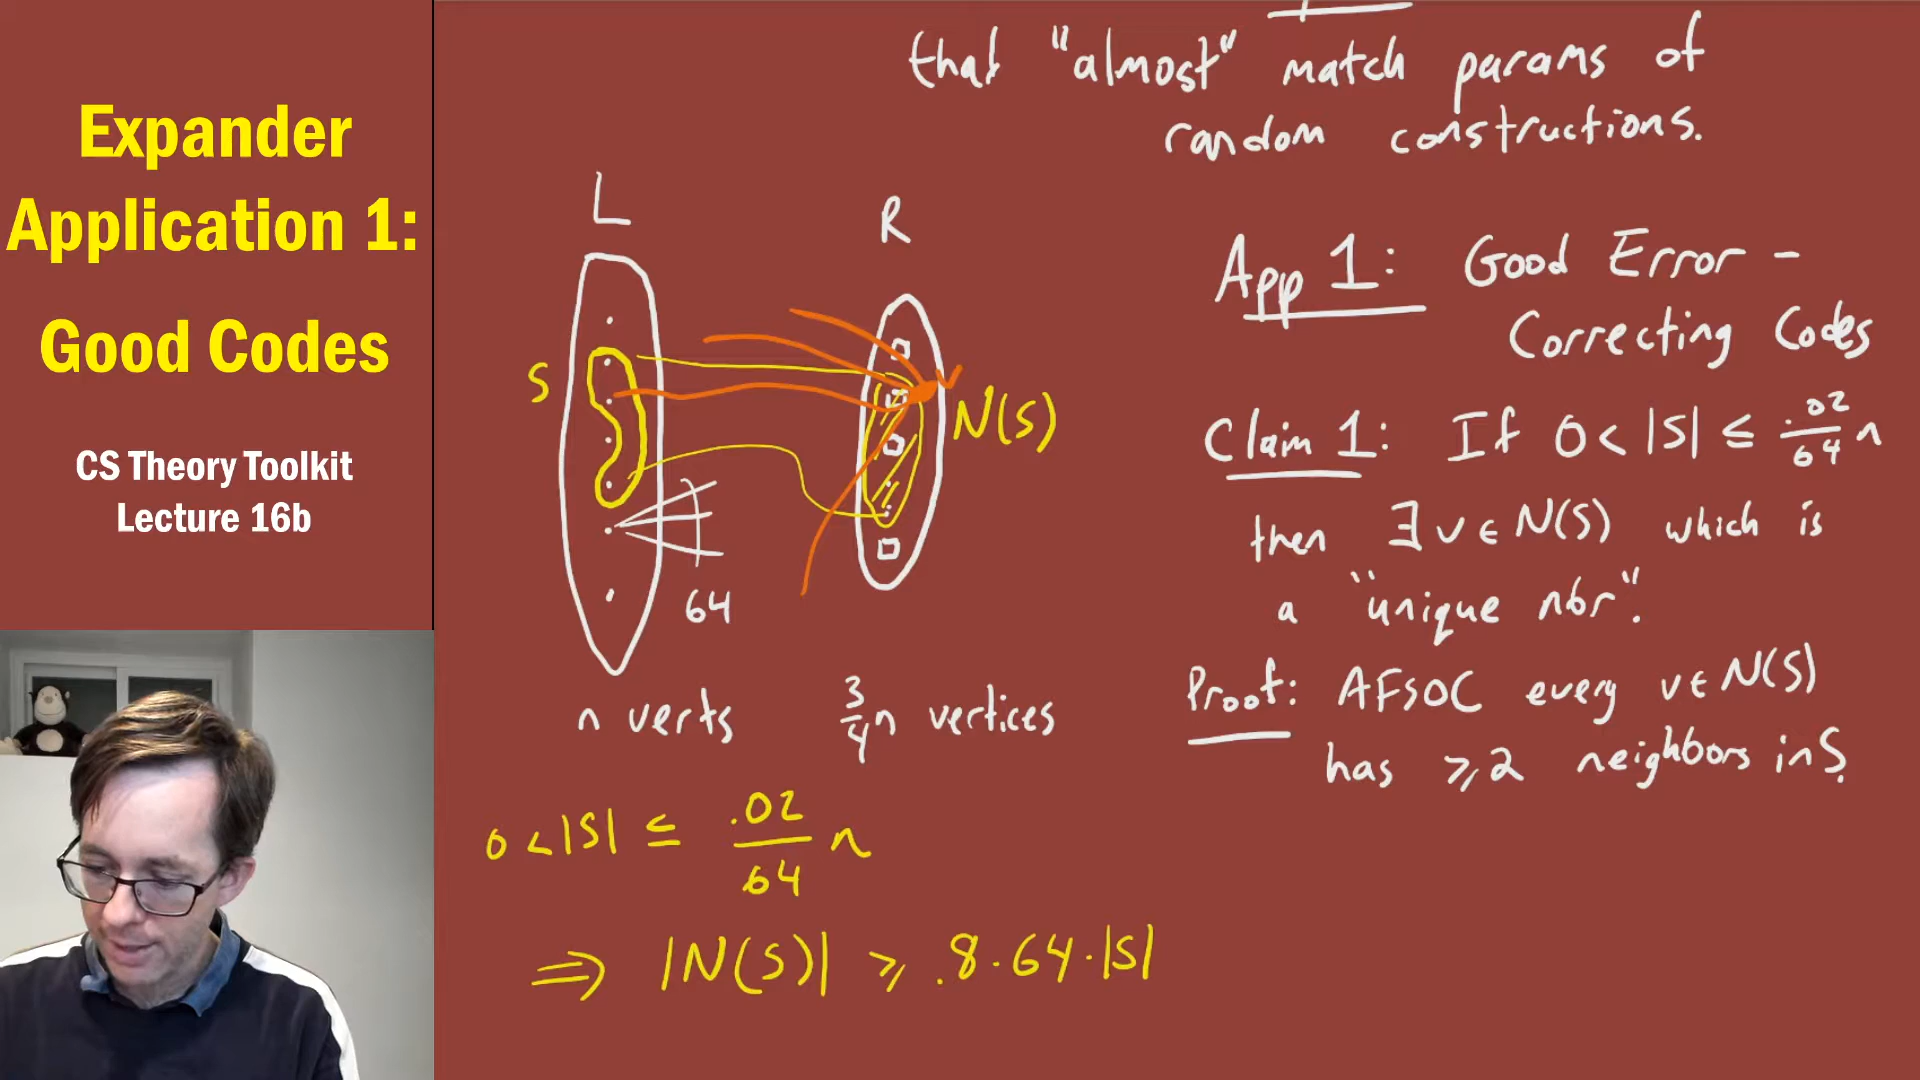 Expander
Application 1:
Good Codes
CS Theory Toolkit
Lecture 16b
that "almost" match params of
random constructions.
L
R
S
N(S)
v
64
n verts
3/4 n vertices
0 < |S| ≤ .02/64 n
⇒ |N(S)| ≥ .8·64·|S|
App 1: Good Error-
Correcting Codes
Claim 1: If 0 < |S| ≤ .02/64 n
then ∃ v ∈ N(S) which is
a "unique nbr".
Proof: AFSOC every v ∈ N(S)
has ≥2 neighbors in S.